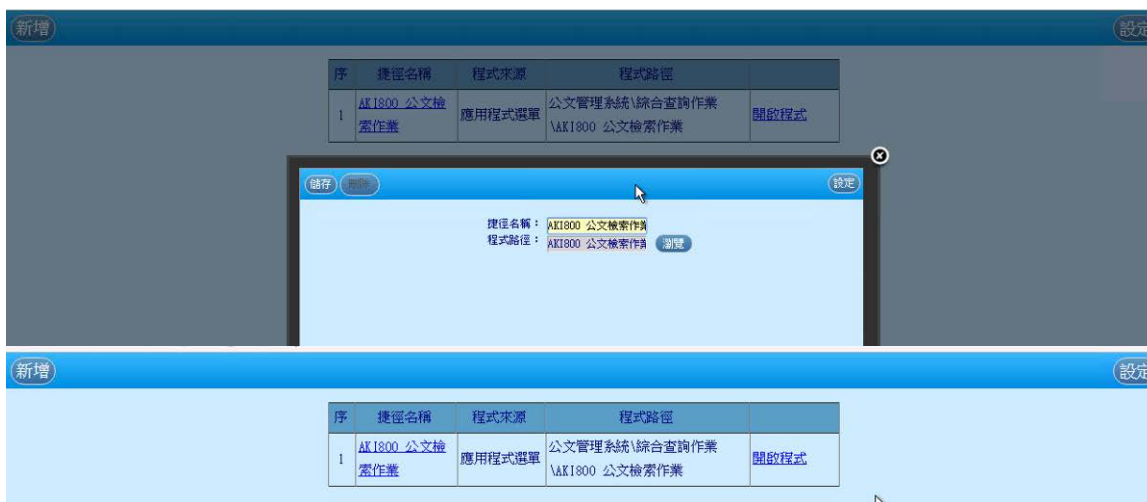 新增
設定
序 捷徑名稱 程式來源 程式路徑
1 AKI800 公文檢索作業 應用程式選單 公文管理系統\綜合查詢作業\AKI800 公文檢索作業 開啟程式
儲存 刪除 設定
捷徑名稱：AKI800 公文檢索作業
程式路徑：AKI800 公文檢索作業 瀏覽
新增
設定
序 捷徑名稱 程式來源 程式路徑
1 AKI800 公文檢索作業 應用程式選單 公文管理系統\綜合查詢作業\AKI800 公文檢索作業 開啟程式